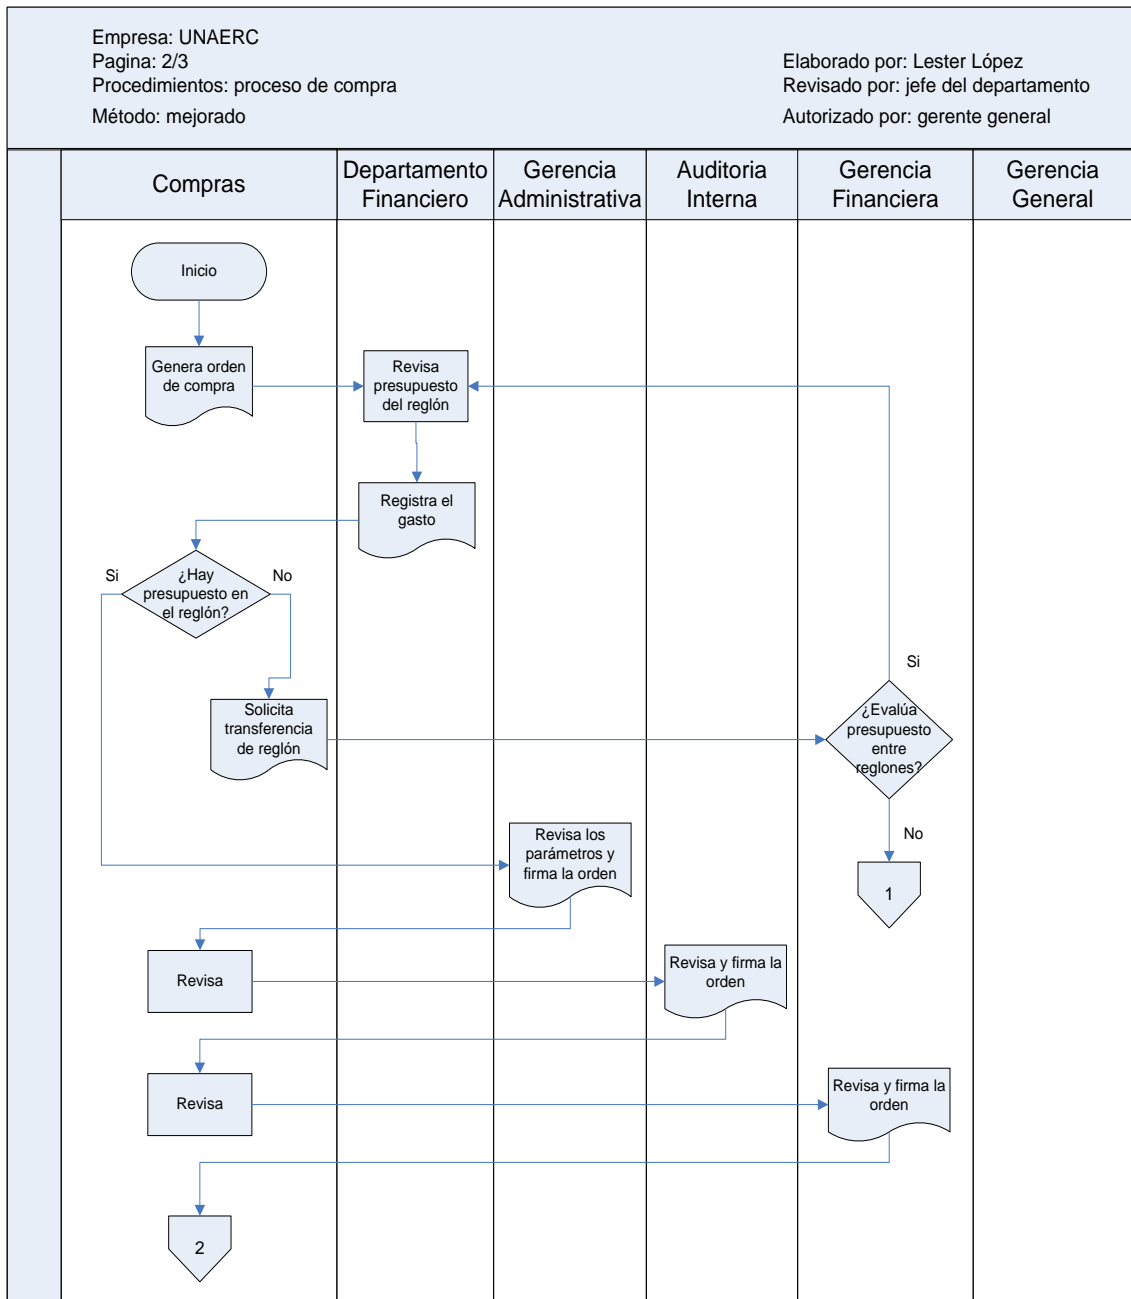 Empresa: UNAERC
Pagina: 2/3
Procedimientos: proceso de compra
Método: mejorado
Elaborado por: Lester López
Revisado por: jefe del departamento
Autorizado por: gerente general
Compras
Departamento
Financiero
Gerencia
Administrativa
Auditoria
Interna
Gerencia
Financiera
Gerencia
General
Inicio
Genera orden
de compra
Revisa
presupuesto
del reglón
Registra el
gasto
Si
¿Hay
presupuesto en
el reglón?
No
Solicita
transferencia
de reglón
Si
¿Evalúa
presupuesto
entre
reglones?
No
1
Revisa los
parámetros y
firma la orden
Revisa
Revisa y firma la
orden
Revisa
Revisa y firma la
orden
2